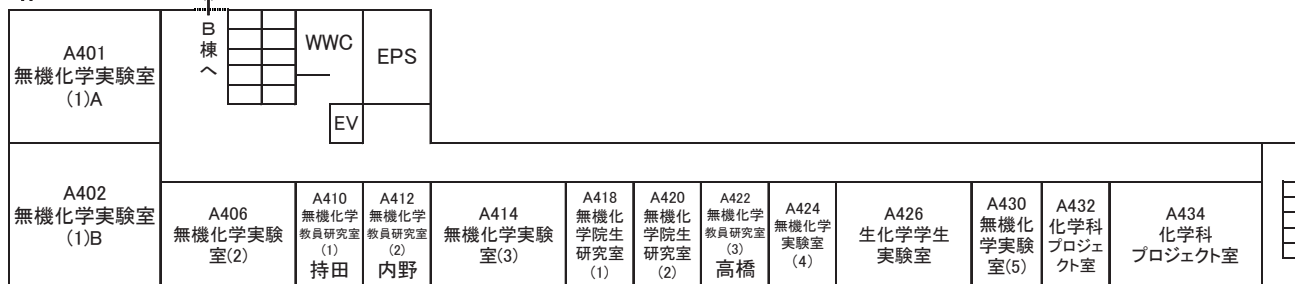 A401
無機化学実験室
(1)A
B
棟
へ
WWC
EPS
EV
A402
無機化学実験室
(1)B
A406
無機化学実験
室(2)
A410
無機化学
教員研究室
(1)
持田
A412
無機化学
教員研究室
(2)
内野
A414
無機化学実験
室(3)
A418
無機化
学院生
研究室
(1)
A420
無機化
学院生
研究室
(2)
A422
無機化学
教員研究室
(3)
高橋
A424
無機化学
実験室
(4)
A426
生化学学生
実験室
A430
無機化
学実験
室(5)
A432
化学科
プロジェ
クト室
A434
化学科
プロジェクト室